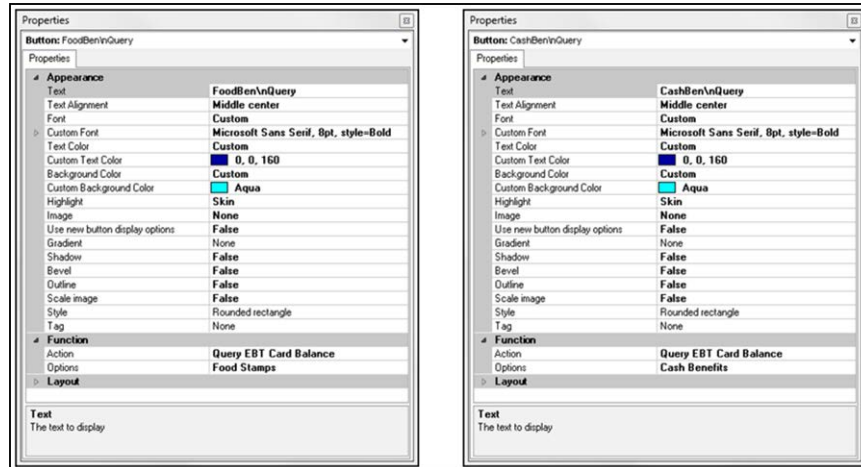 Properties
Button: FoodBen\nQuery
Properties
Appearance
Text FoodBen\nQuery
Text Alignment Middle center
Font Custom
Custom Font Microsoft Sans Serif, 8pt, style=Bold
Text Color Custom
Custom Text Color 0, 0, 160
Background Color Custom
Custom Background Color Aqua
Highlight Skin
Image None
Use new button display options False
Gradient None
Shadow False
Bevel False
Outline False
Scale image False
Style Rounded rectangle
Tag None
Function
Action Query EBT Card Balance
Options Food Stamps
Layout
Text
The text to display
Properties
Button: CashBen\nQuery
Properties
Appearance
Text CashBen\nQuery
Text Alignment Middle center
Font Custom
Custom Font Microsoft Sans Serif, 8pt, style=Bold
Text Color Custom
Custom Text Color 0, 0, 160
Background Color Custom
Custom Background Color Aqua
Highlight Skin
Image None
Use new button display options False
Gradient None
Shadow False
Bevel False
Outline False
Scale image False
Style Rounded rectangle
Tag None
Function
Action Query EBT Card Balance
Options Cash Benefits
Layout
Text
The text to display